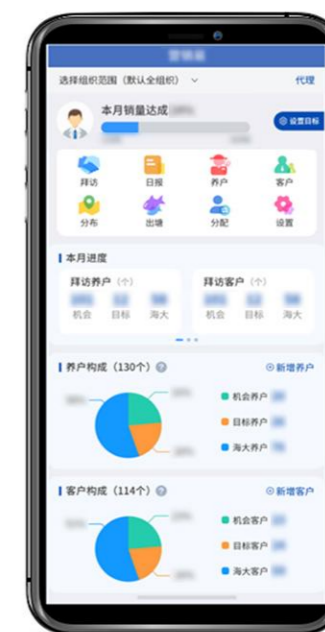 选择组织范围（默认全组织） 代理
本月销量达成
设置目标
拜访 日报 养户 客户
分布 出塘 分配 设置
本月进度
拜访养户（个） 拜访客户（个）
机会 目标 海大 机会 目标 海大
养户构成（130个） 新增养户
机会养户
目标养户
海大养户
客户构成（114个） 新增客户
机会客户
目标客户
海大客户